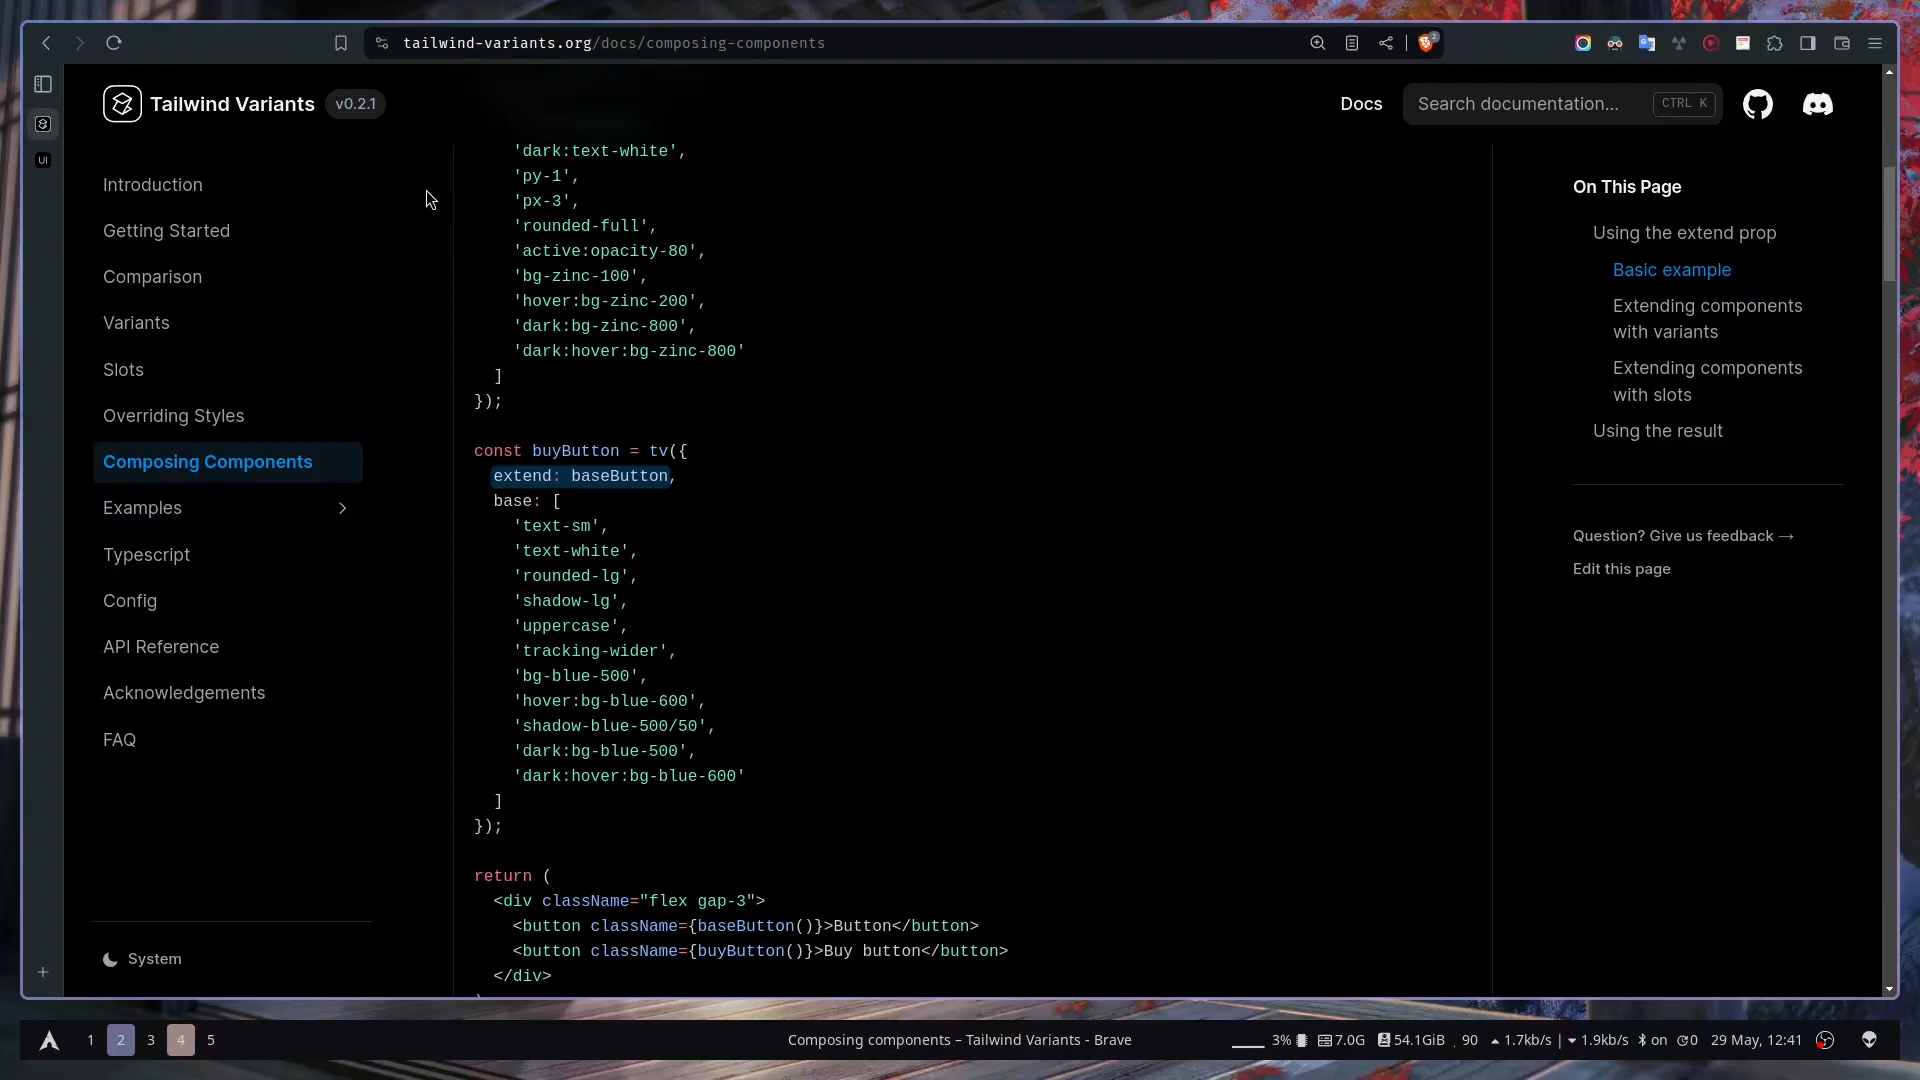 tailwind-variants.org/docs/composing-components
2
Tailwind Variants v0.2.1
Docs
Search documentation...
CTRL K
UI
Introduction
Getting Started
Comparison
Variants
Slots
Overriding Styles
Composing Components
Examples
Typescript
Config
API Reference
Acknowledgements
FAQ
System
'dark:text-white',
'py-1',
'px-3',
'rounded-full',
'active:opacity-80',
'bg-zinc-100',
'hover:bg-zinc-200',
'dark:bg-zinc-800',
'dark:hover:bg-zinc-800'
]
});
const buyButton = tv({
extend: baseButton,
base: [
'text-sm',
'text-white',
'rounded-lg',
'shadow-lg',
'uppercase',
'tracking-wider',
'bg-blue-500',
'hover:bg-blue-600',
'shadow-blue-500/50',
'dark:bg-blue-500',
'dark:hover:bg-blue-600'
]
});
return (
<div className="flex gap-3">
<button className={baseButton()}>Button</button>
<button className={buyButton()}>Buy button</button>
</div>
On This Page
Using the extend prop
Basic example
Extending components
with variants
Extending components
with slots
Using the result
Question? Give us feedback →
Edit this page
1 2 3 4 5
Composing components – Tailwind Variants - Brave
3% 7.0G 54.1GiB 90 1.7kb/s | 1.9kb/s on 0 29 May, 12:41